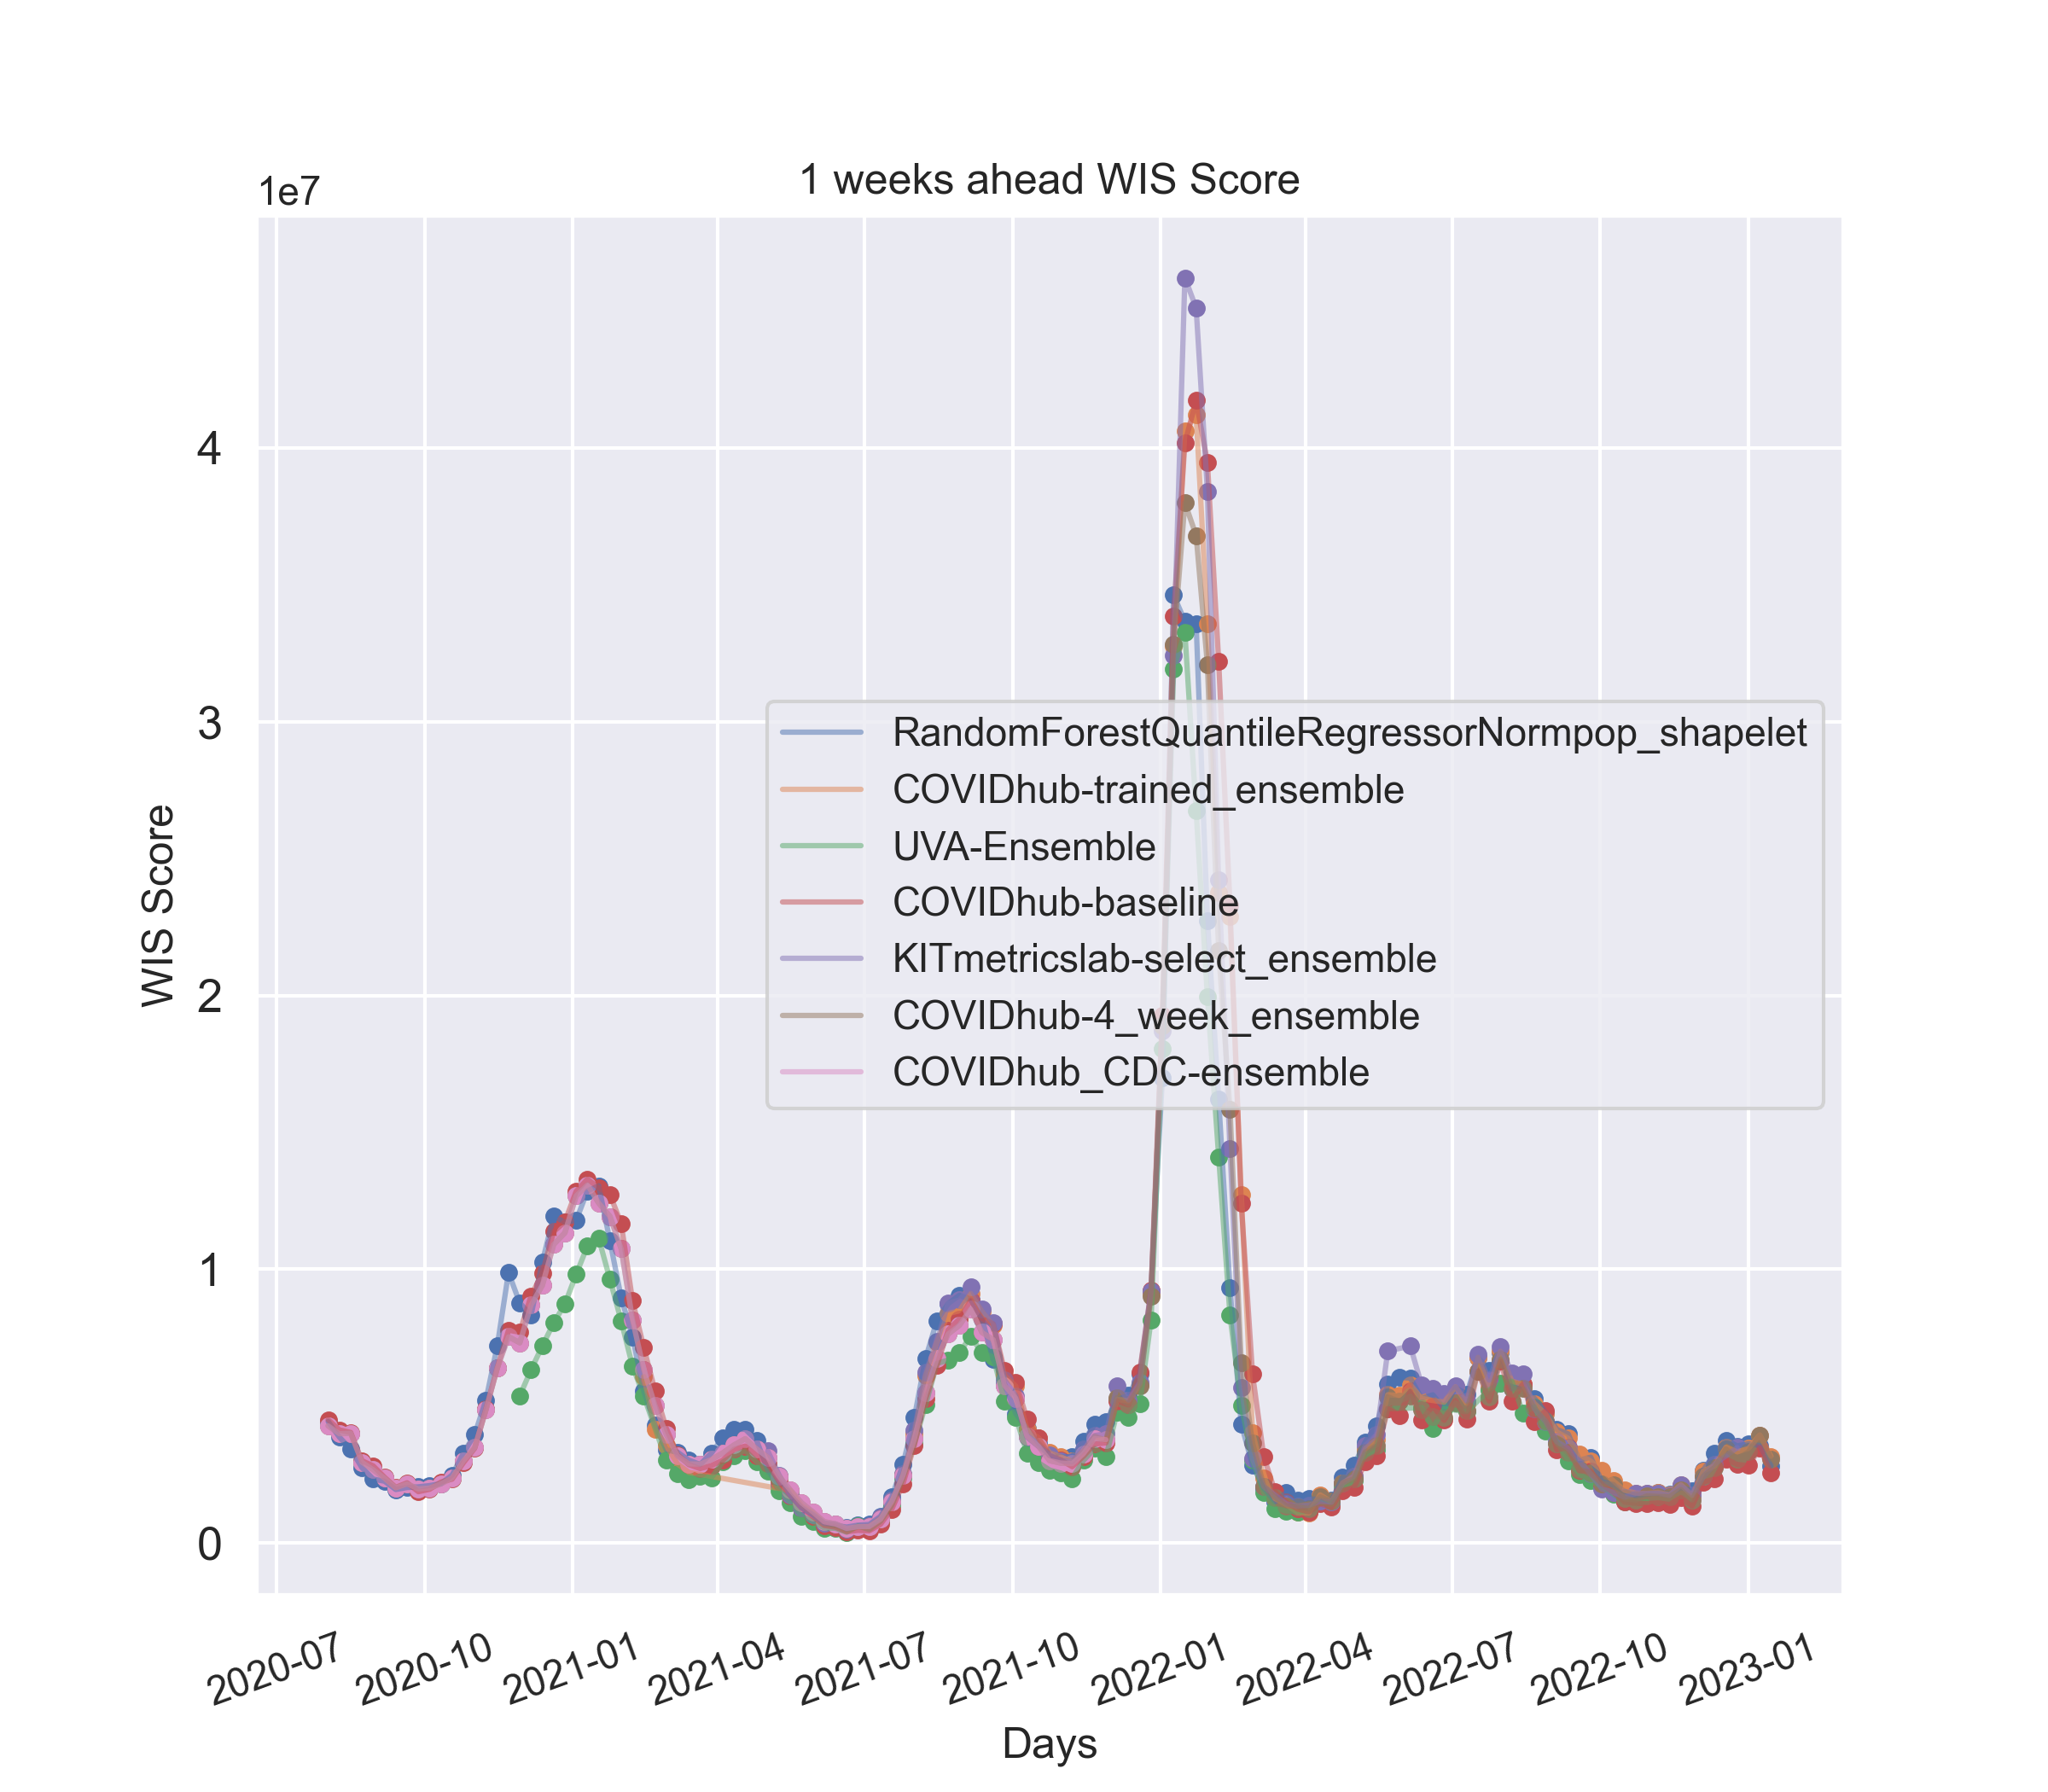 1 weeks ahead WIS Score
1e7
4
3
2
1
0
WIS Score
RandomForestQuantileRegressorNormpop_shapelet
COVIDhub-trained_ensemble
UVA-Ensemble
COVIDhub-baseline
KITmetricslab-select_ensemble
COVIDhub-4_week_ensemble
COVIDhub_CDC-ensemble
2020-07 2020-10 2021-01 2021-04 2021-07 2021-10 2022-01 2022-04 2022-07 2022-10 2023-01
Days